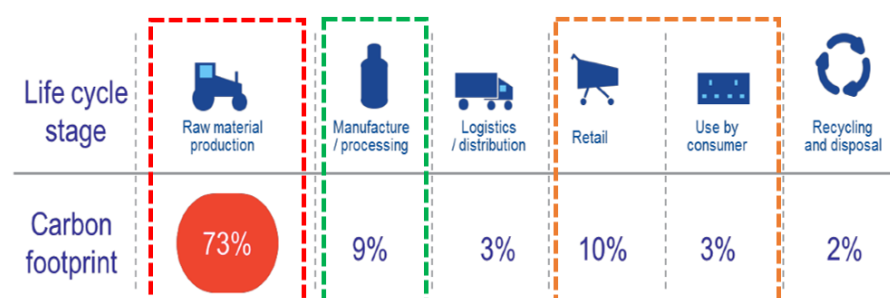 Life cycle
stage
Raw material
production
Manufacture
/ processing
Logistics
/ distribution
Retail
Use by
consumer
Recycling
and disposal
Carbon
footprint
73%
9%
3%
10%
3%
2%